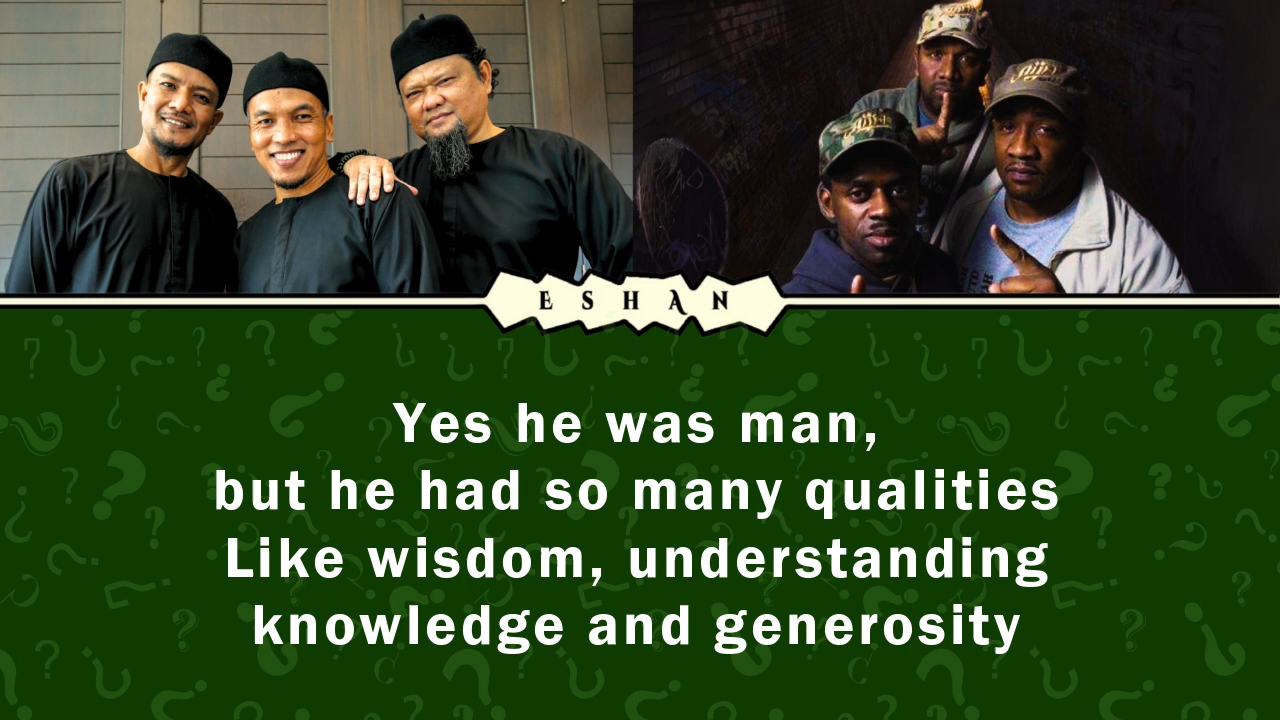 ESHAN
Yes he was man,
but he had so many qualities
Like wisdom, understanding
knowledge and generosity